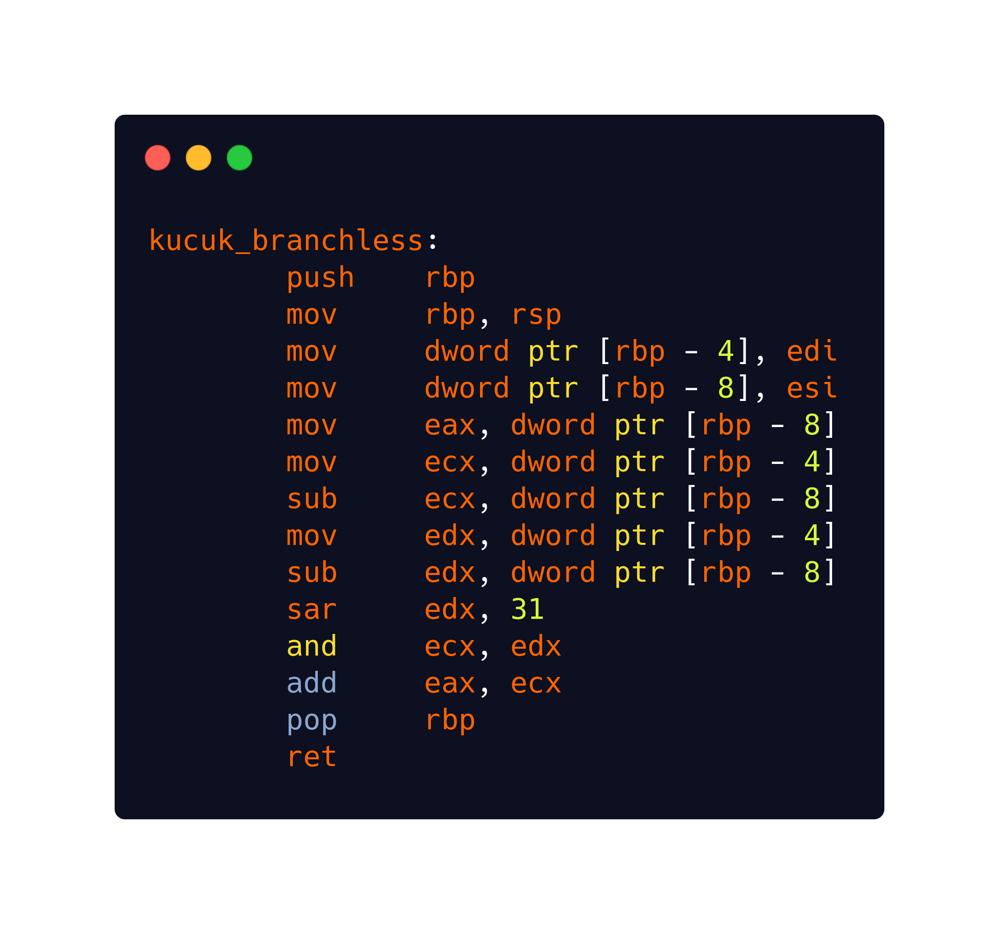 kucuk_branchless:
        push    rbp
        mov     rbp, rsp
        mov     dword ptr [rbp - 4], edi
        mov     dword ptr [rbp - 8], esi
        mov     eax, dword ptr [rbp - 8]
        mov     ecx, dword ptr [rbp - 4]
        sub     ecx, dword ptr [rbp - 8]
        mov     edx, dword ptr [rbp - 4]
        sub     edx, dword ptr [rbp - 8]
        sar     edx, 31
        and     ecx, edx
        add     eax, ecx
        pop     rbp
        ret